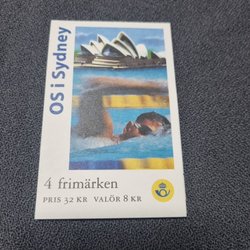 OS i Sydney
4 frimärken
PRIS 32 KR VALÖR 8 KR